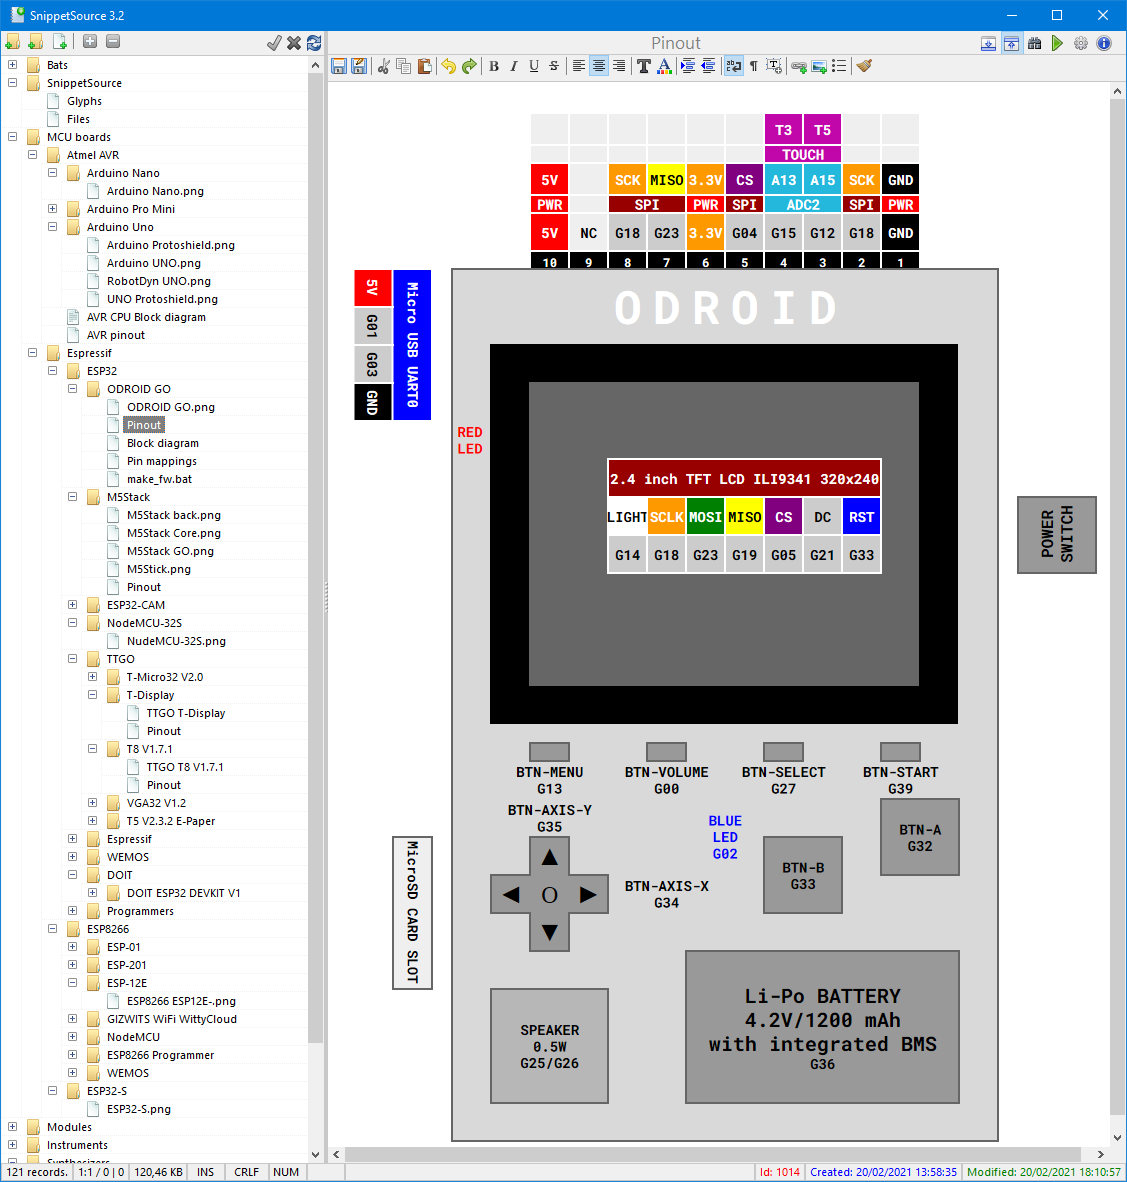 SnippetSource 3.2
Pinout
Bats
SnippetSource
Glyphs
Files
MCU boards
Atmel AVR
Arduino Nano
Arduino Nano.png
Arduino Pro Mini
Arduino Uno
Arduino Protoshield.png
Arduino UNO.png
RobotDyn UNO.png
UNO Protoshield.png
AVR CPU Block diagram
AVR pinout
Espressif
ESP32
ODROID GO
ODROID GO.png
Pinout
Block diagram
Pin mappings
make_fw.bat
M5Stack
M5Stack back.png
M5Stack Core.png
M5Stack GO.png
M5Stick.png
Pinout
ESP32-CAM
NodeMCU-32S
NudeMCU-32S.png
TTGO
T-Micro32 V2.0
T-Display
TTGO T-Display
Pinout
T8 V1.7.1
TTGO T8 V1.7.1
Pinout
VGA32 V1.2
T5 V2.3.2 E-Paper
Espressif
WEMOS
DOIT
DOIT ESP32 DEVKIT V1
Programmers
ESP8266
ESP-01
ESP-201
ESP-12E
ESP8266 ESP12E-.png
GIZWITS WiFi WittyCloud
NodeMCU
ESP8266 Programmer
WEMOS
ESP32-S
ESP32-S.png
Modules
Instruments
Synthesizers
T3 T5
TOUCH
5V SCK MISO 3.3V CS A13 A15 SCK GND
PWR SPI PWR SPI ADC2 SPI PWR
5V NC G18 G23 3.3V G04 G15 G12 G18 GND
10 9 8 7 6 5 4 3 2 1
5V G01 G03 GND
Micro USB UART0
ODROID
RED
LED
2.4 inch TFT LCD ILI9341 320x240
LIGHT SCLK MOSI MISO CS DC RST
G14 G18 G23 G19 G05 G21 G33
POWER
SWITCH
BTN-MENU BTN-VOLUME BTN-SELECT BTN-START
G13 G00 G27 G39
BTN-AXIS-Y
G35
BLUE
LED
G02
BTN-A
G32
BTN-B
G33
O
BTN-AXIS-X
G34
MicroSD CARD SLOT
SPEAKER
0.5W
G25/G26
Li-Po BATTERY
4.2V/1200 mAh
with integrated BMS
G36
121 records. 1:1 / 0 | 0 120,46 KB INS CRLF NUM Id: 1014 Created: 20/02/2021 13:58:35 Modified: 20/02/2021 18:10:57